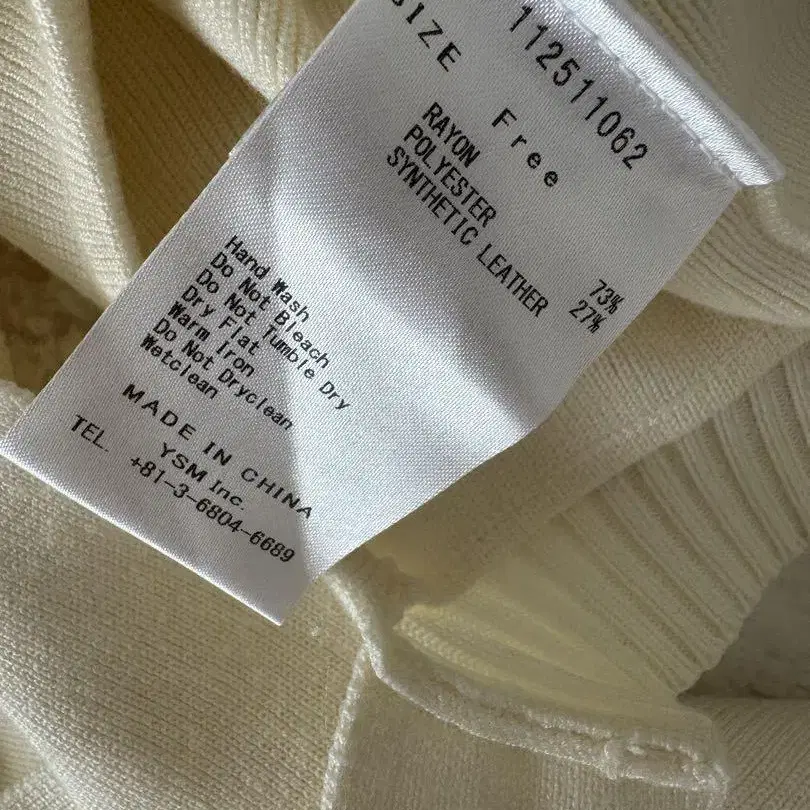 112511062
SIZE Free
RAYON 73%
POLYESTER 27%
SYNTHETIC LEATHER
Hand Wash
Do Not Bleach
Do Not Tumble Dry
Dry Flat
Warm Iron
Do Not Dryclean
Wetclean
MADE IN CHINA
YSM Inc.
TEL. +81-3-6804-6689